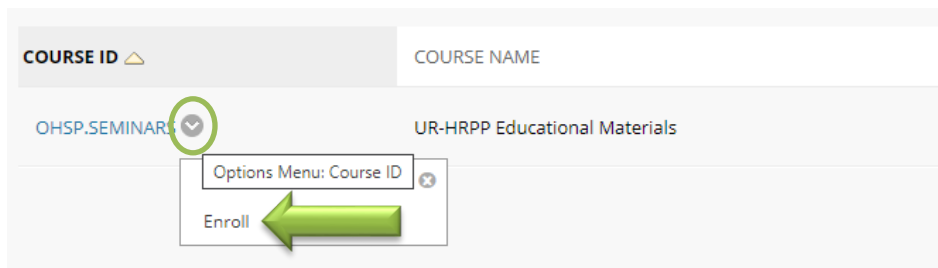 COURSE ID COURSE NAME
OHSP.SEMINARS UR-HRPP Educational Materials
Options Menu: Course ID
Enroll